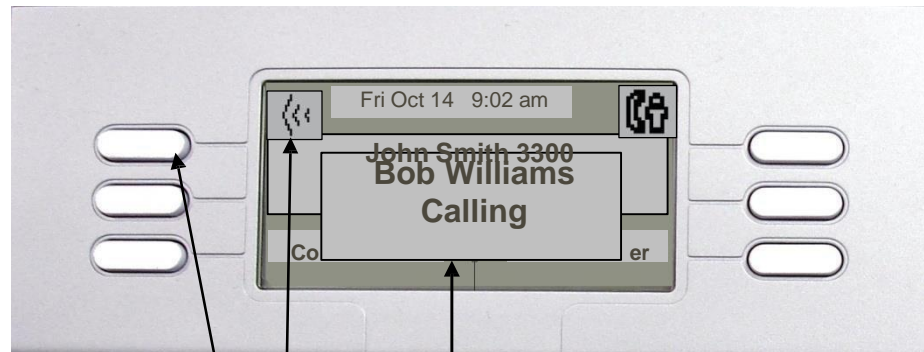 Fri Oct 14 9:02 am
John Smith 3300
Bob Williams
Calling
Co er